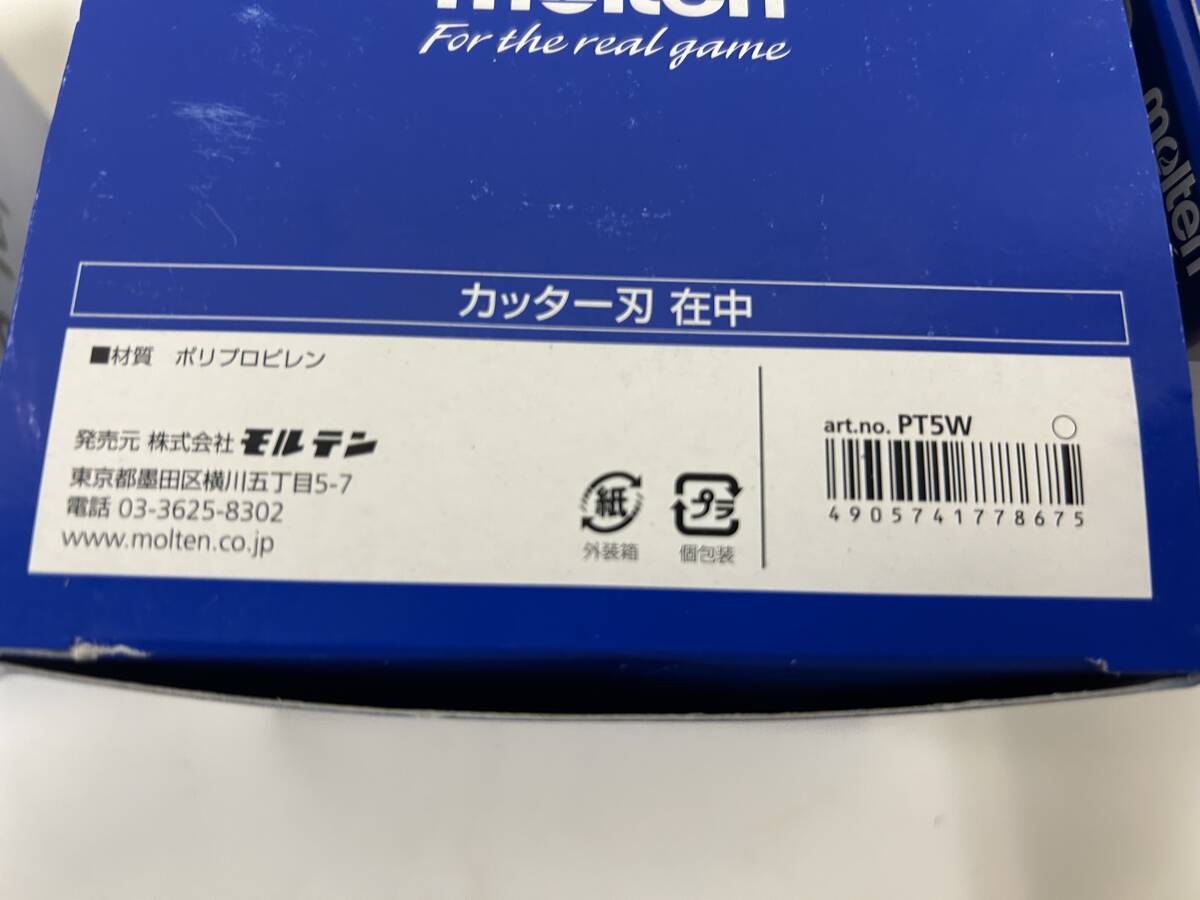 molten
For the real game
molten
カッター刃 在中
■材質 ポリプロピレン
発売元 株式会社 モルテン
東京都墨田区横川五丁目5-7
電話 03-3625-8302
www.molten.co.jp
紙
外装箱
プラ
個包装
art.no. PT5W
4905741778675